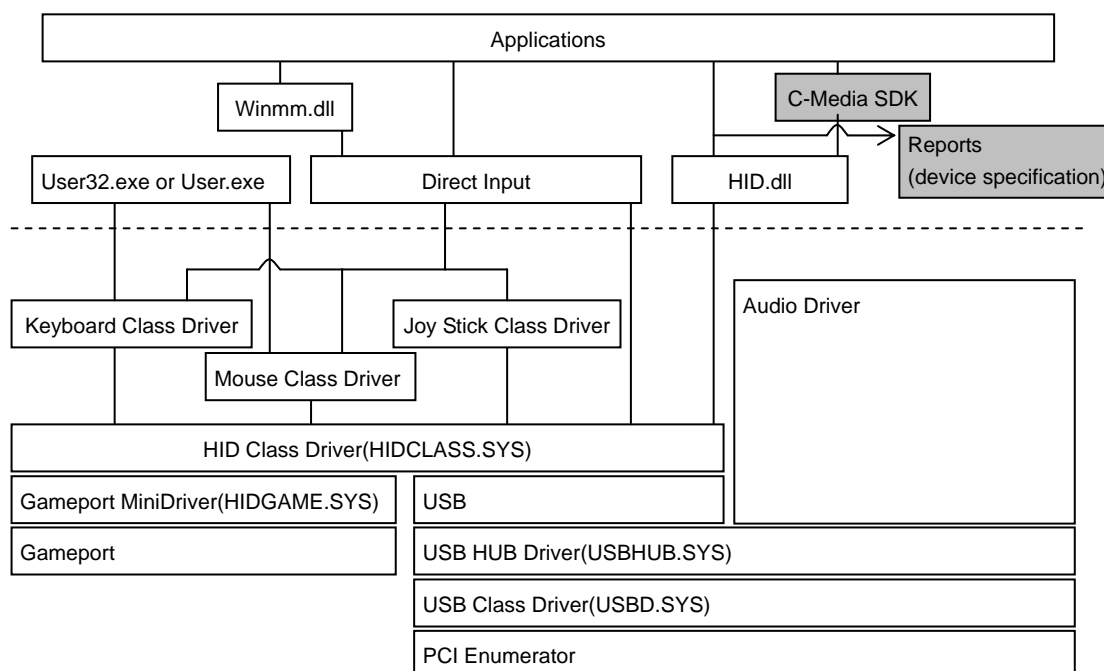 Applications
Winmm.dll
C-Media SDK
Reports
(device specification)
User32.exe or User.exe
Direct Input
HID.dll
Keyboard Class Driver
Joy Stick Class Driver
Audio Driver
Mouse Class Driver
HID Class Driver(HIDCLASS.SYS)
Gameport MiniDriver(HIDGAME.SYS)
USB
Gameport
USB HUB Driver(USBHUB.SYS)
USB Class Driver(USBD.SYS)
PCI Enumerator